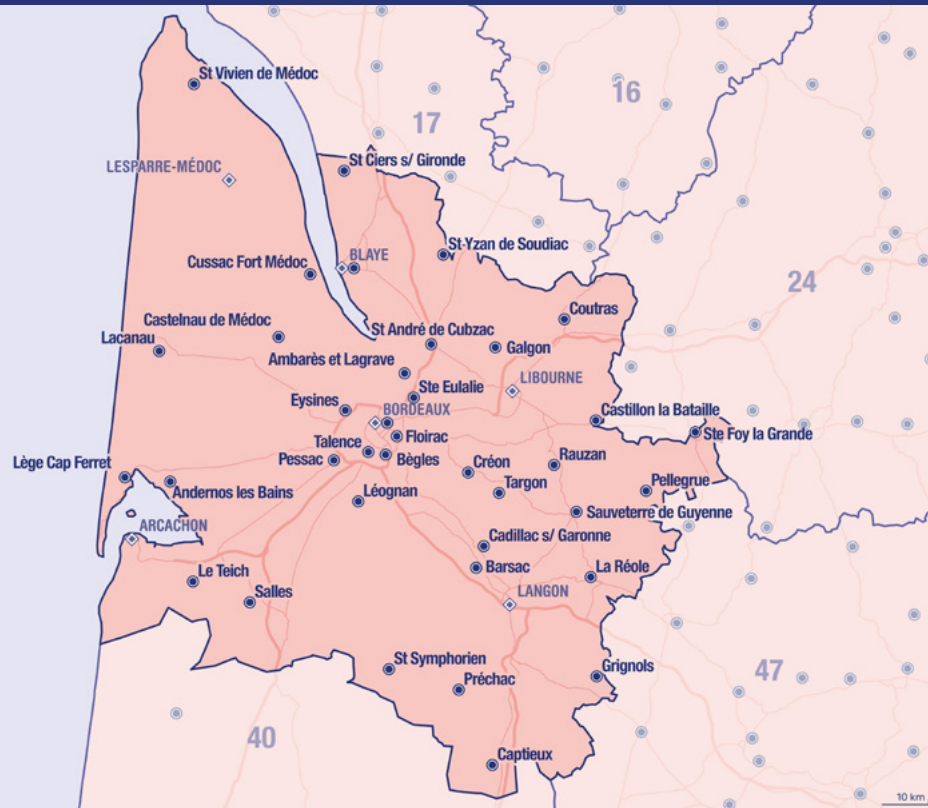 St Vivien de Médoc
16
17
LESPARRE-MÉDOC
St Ciers s/ Gironde
St Yzan de Soudiac
BLAYE
Cussac Fort Médoc
24
Coutras
Castelnau de Médoc
St André de Cubzac
Lacanau
Galgon
Ambarès et Lagrave
LIBOURNE
Ste Eulalie
Eysines
BORDEAUX
Castillon la Bataille
Floirac
Ste Foy la Grande
Talence
Pessac
Bègles
Créon
Rauzan
Lège Cap Ferret
Andernos les Bains
Léognan
Targon
Pellegrue
Sauveterre de Guyenne
ARCACHON
Cadillac s/ Garonne
Barsac
La Réole
Le Teich
Salles
LANGON
St Symphorien
Grignols
47
Préchac
40
Captieux
10 km